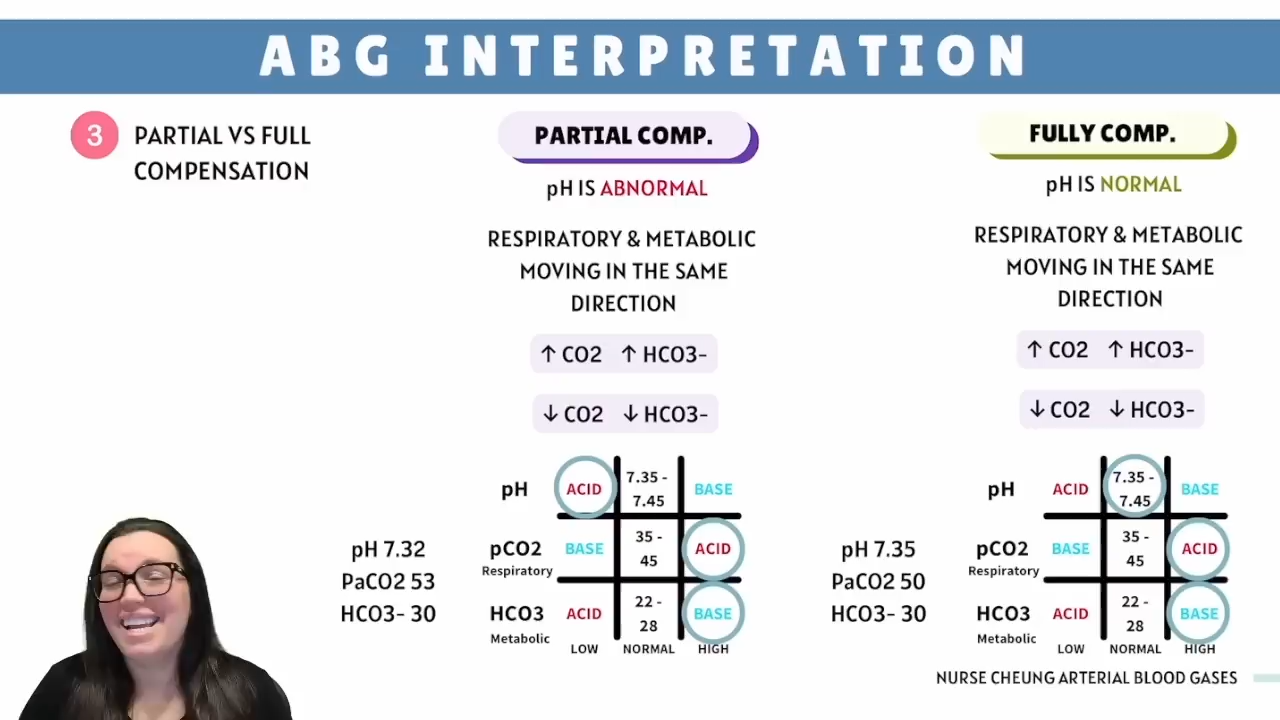 ABG INTERPRETATION
3
PARTIAL VS FULL
COMPENSATION
PARTIAL COMP.
pH IS ABNORMAL
RESPIRATORY & METABOLIC
MOVING IN THE SAME
DIRECTION
↑ CO2 ↑ HCO3-
↓ CO2 ↓ HCO3-
pH 7.32
PaCO2 53
HCO3- 30
pH ACID 7.35 - 7.45 BASE
pCO2 BASE 35 - 45 ACID
Respiratory
HCO3 ACID 22 - 28 BASE
Metabolic
LOW NORMAL HIGH
FULLY COMP.
pH IS NORMAL
RESPIRATORY & METABOLIC
MOVING IN THE SAME
DIRECTION
↑ CO2 ↑ HCO3-
↓ CO2 ↓ HCO3-
pH 7.35
PaCO2 50
HCO3- 30
pH ACID 7.35 - 7.45 BASE
pCO2 BASE 35 - 45 ACID
Respiratory
HCO3 ACID 22 - 28 BASE
Metabolic
LOW NORMAL HIGH
NURSE CHEUNG ARTERIAL BLOOD GASES